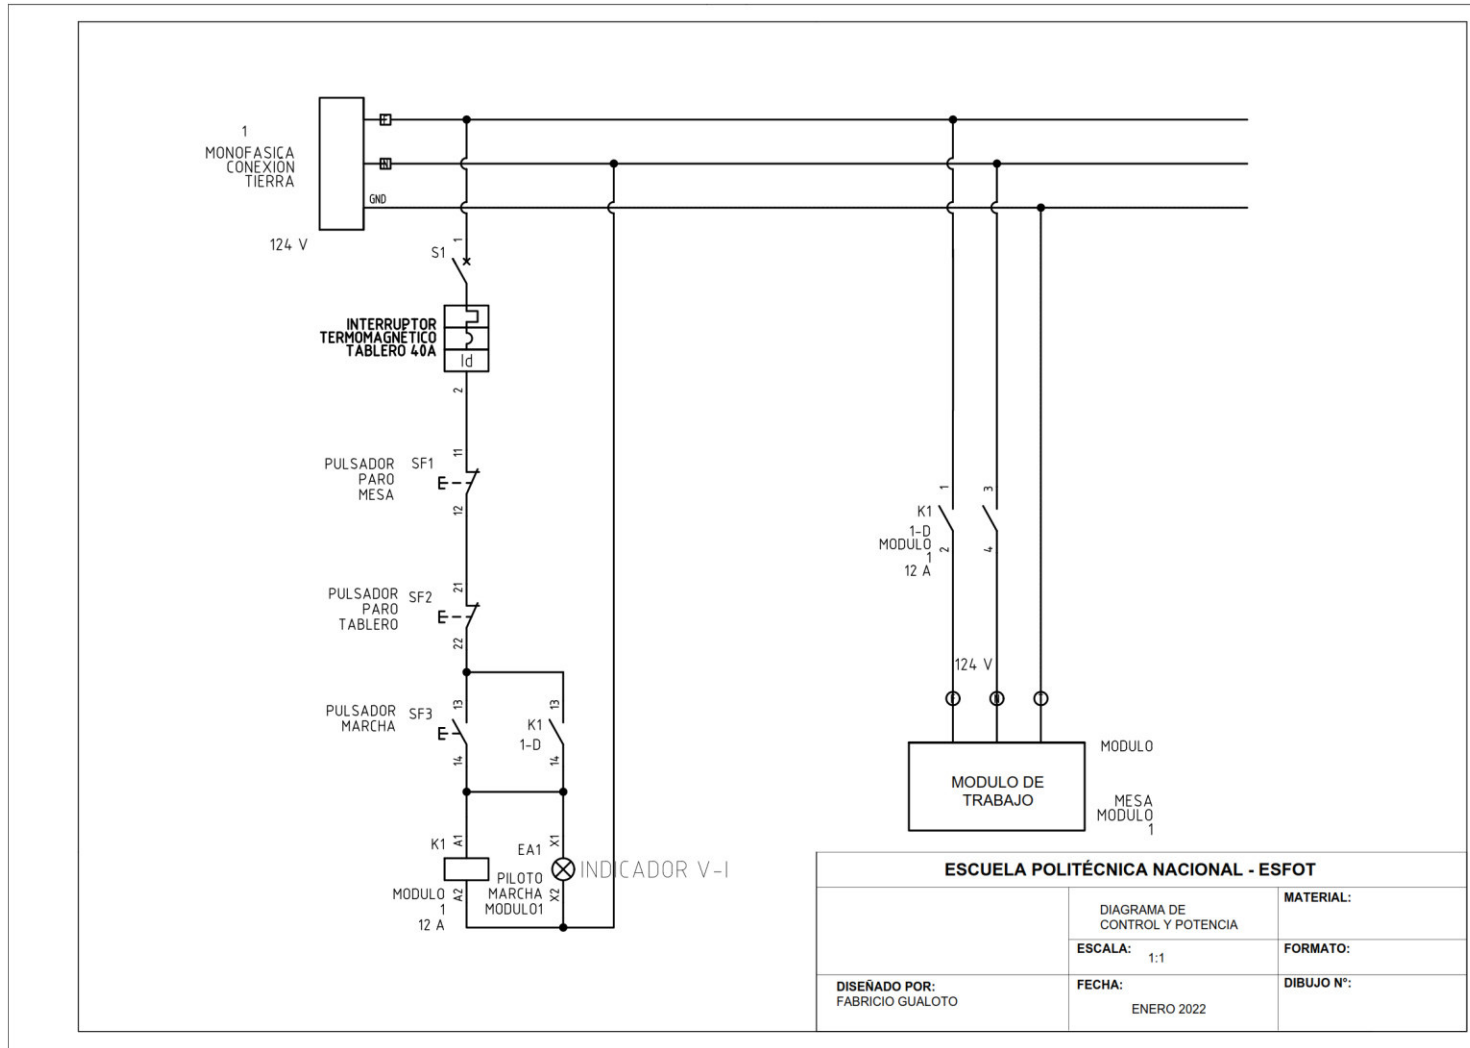 1
MONOFASICA
CONEXION
TIERRA
124 V
F
N
GND
1
S1
INTERRUPTOR
TERMOMAGNÉTICO
TABLERO 40A
Id
2
11
PULSADOR
PARO
MESA
SF1
12
21
PULSADOR
PARO
TABLERO
SF2
22
13
PULSADOR
MARCHA
SF3
14
13
K1
1-D
14
K1
A1
A2
MODULO
1
12 A
EA1
X1
X2
PILOTO
MARCHA
MODULO1
INDICADOR V-I
1
3
K1
1-D
MODULO
1
12 A
2
4
124 V
F
N
T
MODULO DE
TRABAJO
MODULO
MESA
MODULO
1
ESCUELA POLITÉCNICA NACIONAL - ESFOT
DIAGRAMA DE
CONTROL Y POTENCIA
MATERIAL:
ESCALA:
1:1
FORMATO:
DISEÑADO POR:
FABRICIO GUALOTO
FECHA:
ENERO 2022
DIBUJO N°: